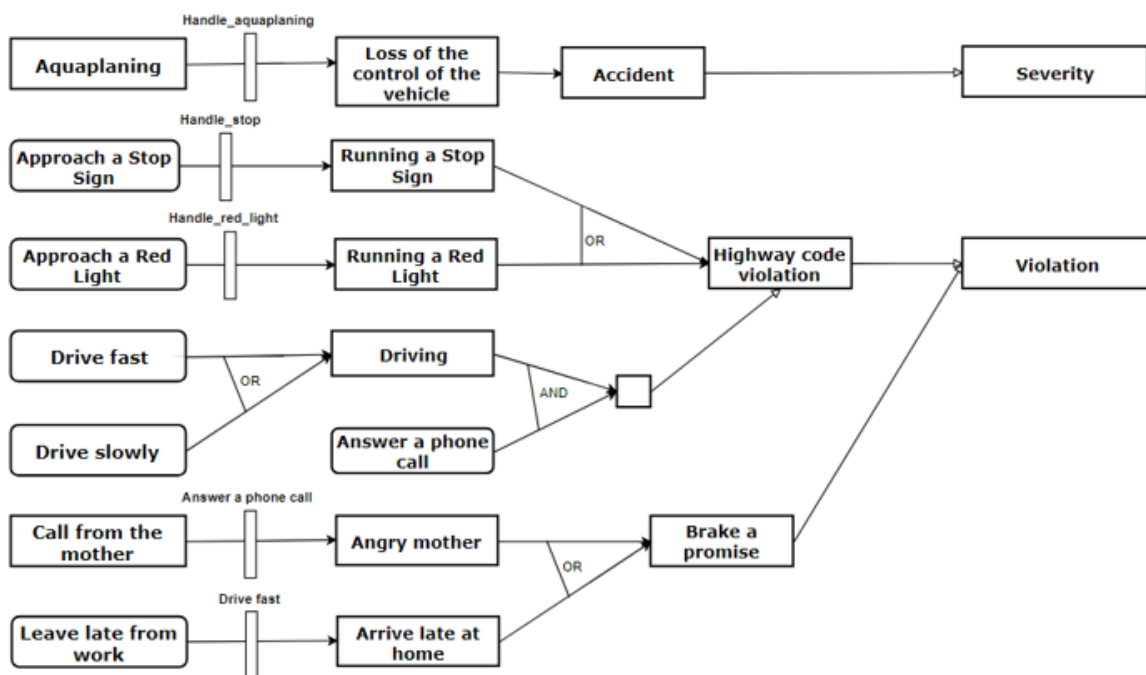 Handle_aquaplaning
Aquaplaning
Loss of the
control of the
vehicle
Accident
Severity
Handle_stop
Approach a Stop
Sign
Running a Stop
Sign
Handle_red_light
OR
Approach a Red
Light
Running a Red
Light
Highway code
violation
Violation
Drive fast
OR
Driving
AND
Drive slowly
Answer a phone
call
Answer a phone call
Call from the
mother
Angry mother
OR
Brake a
promise
Drive fast
Leave late from
work
Arrive late at
home